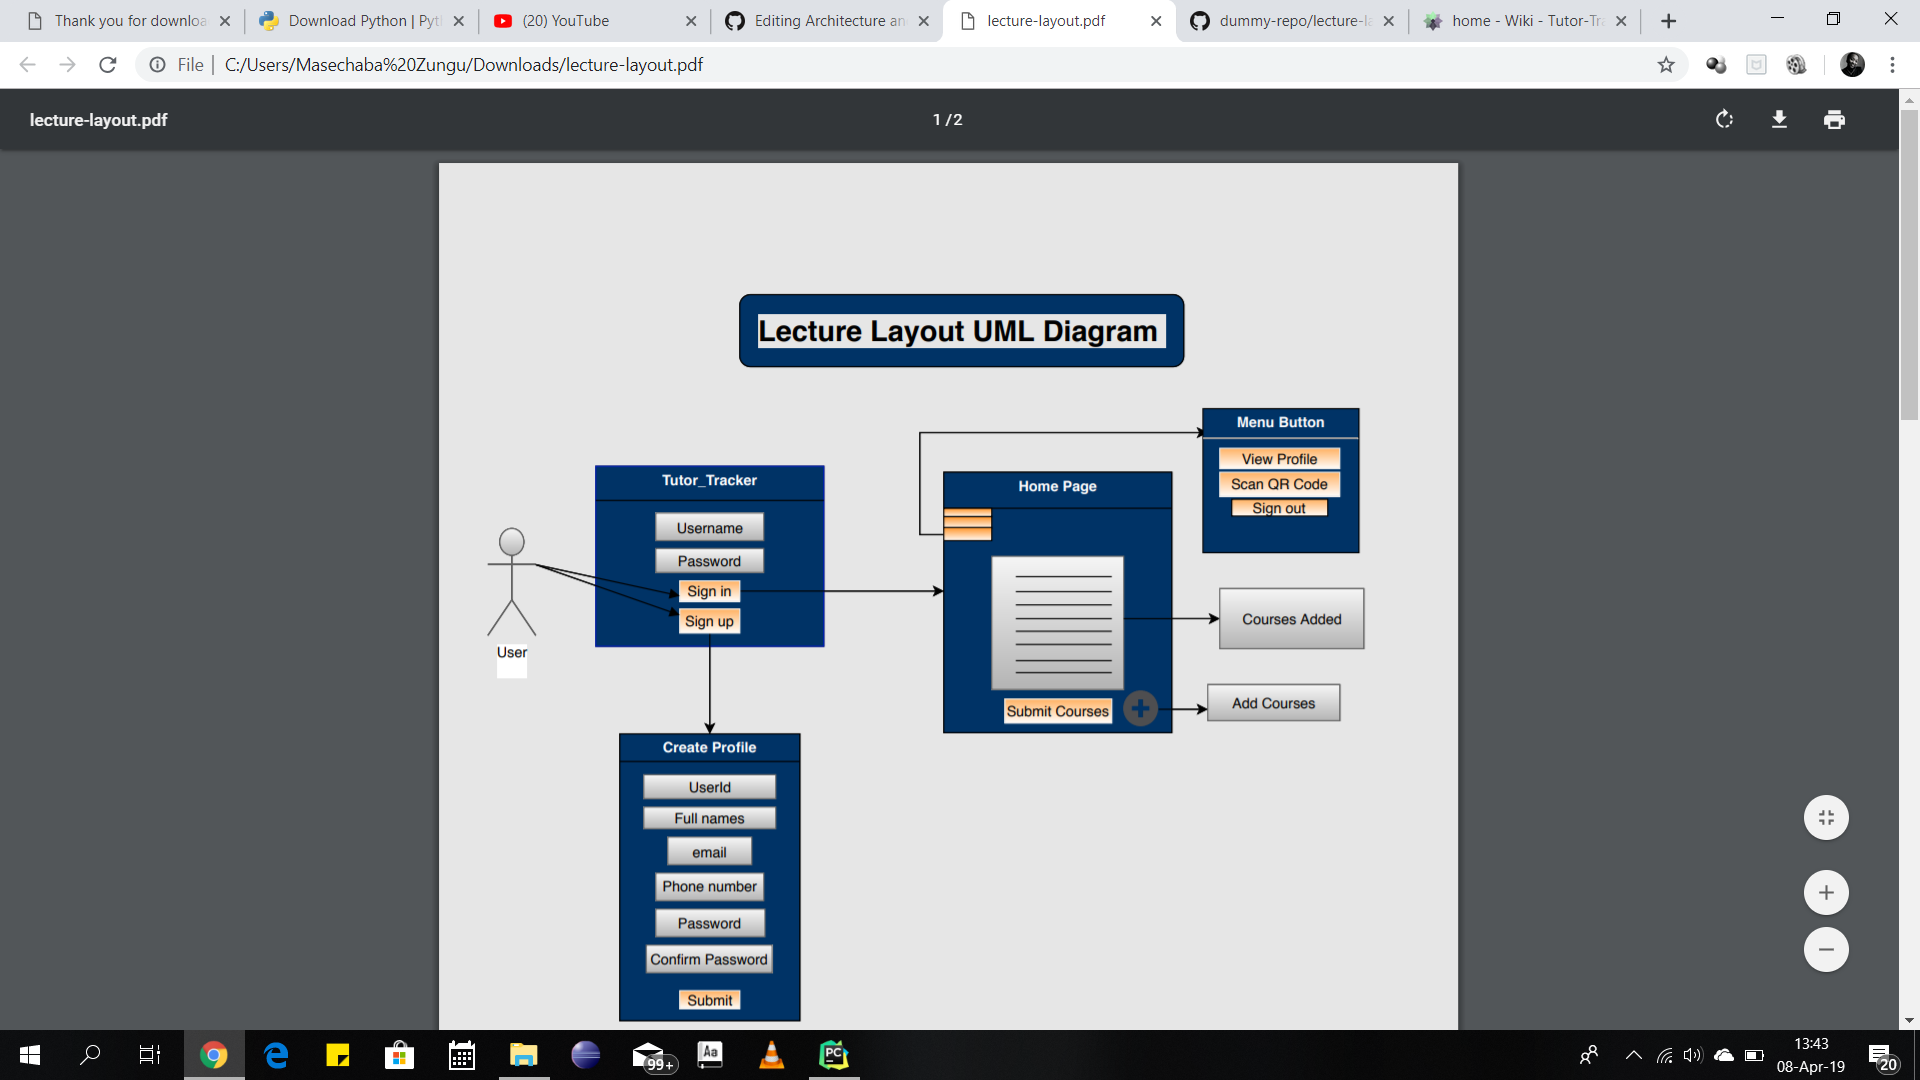 Thank you for downloa
Download Python | Pyt
(20) YouTube
Editing Architecture an
lecture-layout.pdf
dummy-repo/lecture-la
home - Wiki - Tutor-Tra
File
C:/Users/Masechaba%20Zungu/Downloads/lecture-layout.pdf
lecture-layout.pdf
1 / 2
Lecture Layout UML Diagram
Menu Button
View Profile
Scan QR Code
Sign out
Tutor_Tracker
Username
Password
Sign in
Sign up
User
Home Page
Submit Courses
Courses Added
Add Courses
Create Profile
UserId
Full names
email
Phone number
Password
Confirm Password
Submit
99+
Aa
PC
13:43
08-Apr-19
20